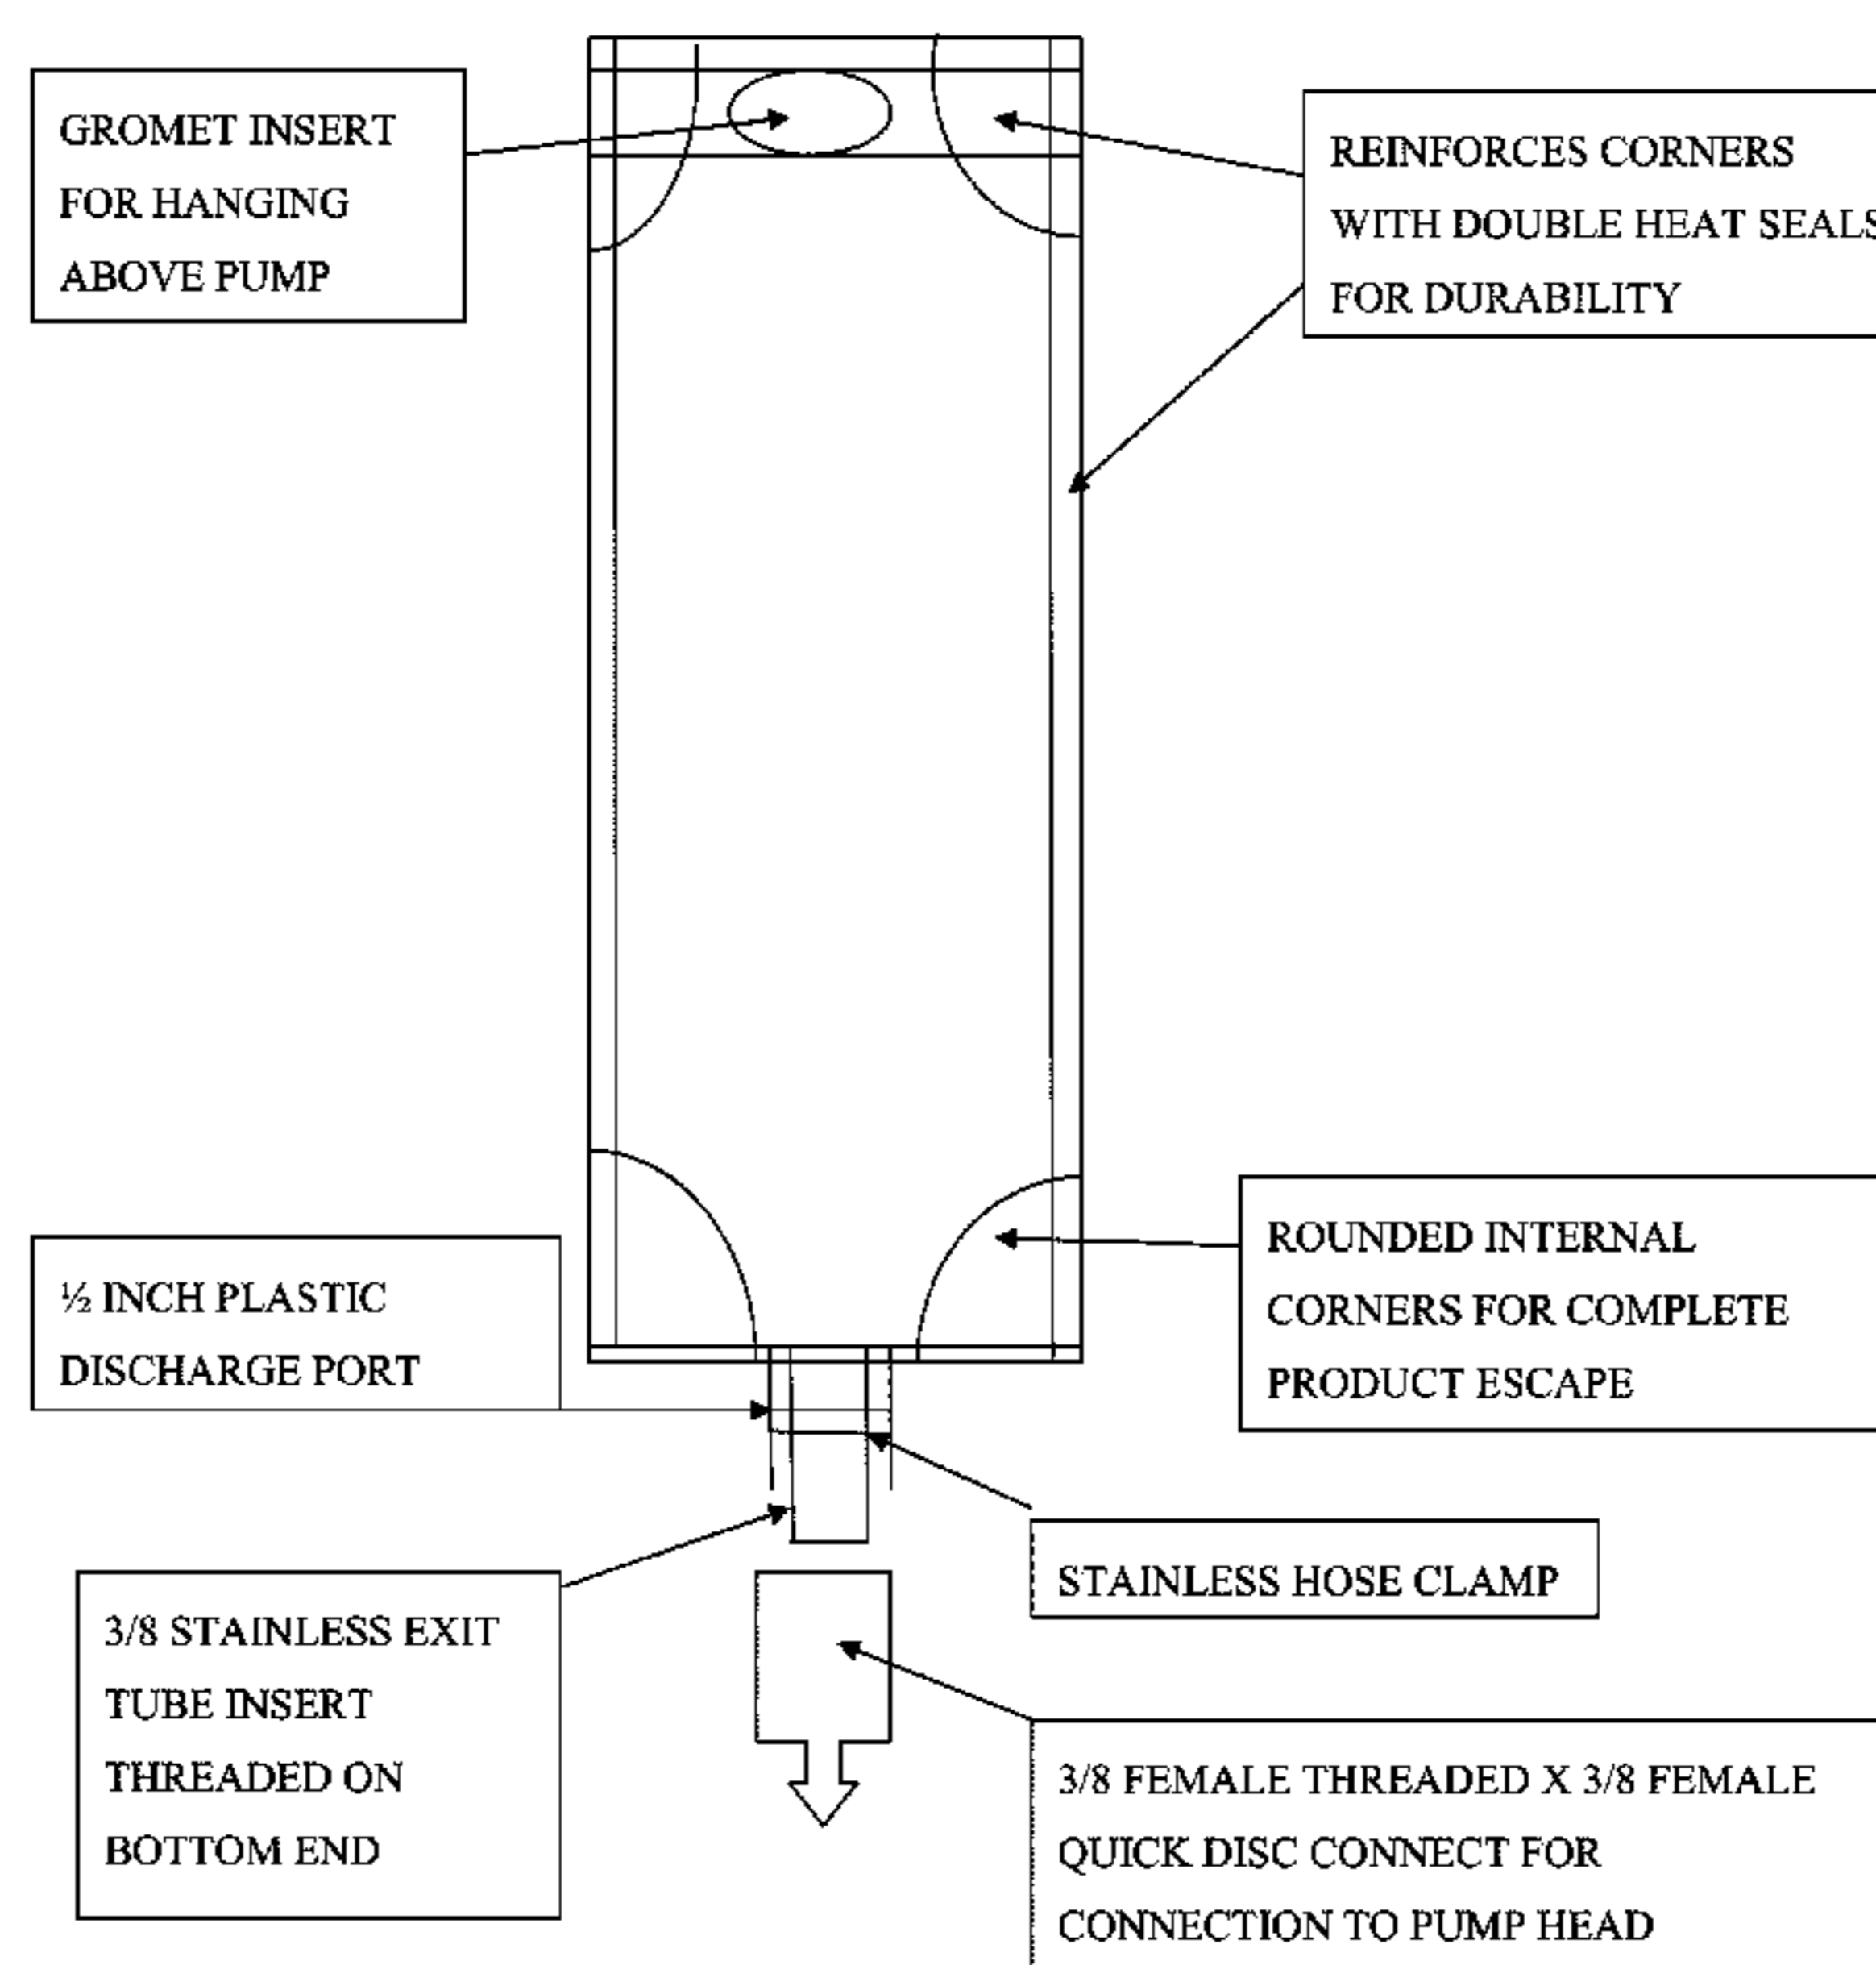 GROMET INSERT
FOR HANGING
ABOVE PUMP
REINFORCES CORNERS
WITH DOUBLE HEAT SEALS
FOR DURABILITY
½ INCH PLASTIC
DISCHARGE PORT
ROUNDED INTERNAL
CORNERS FOR COMPLETE
PRODUCT ESCAPE
STAINLESS HOSE CLAMP
3/8 STAINLESS EXIT
TUBE INSERT
THREADED ON
BOTTOM END
3/8 FEMALE THREADED X 3/8 FEMALE
QUICK DISC CONNECT FOR
CONNECTION TO PUMP HEAD